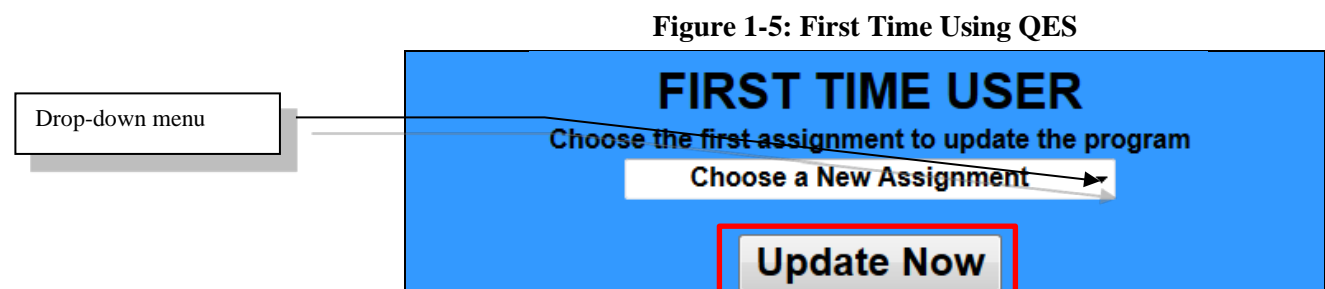 Figure 1-5: First Time Using QES
FIRST TIME USER
Drop-down menu
Choose the first assignment to update the program
Choose a New Assignment
Update Now